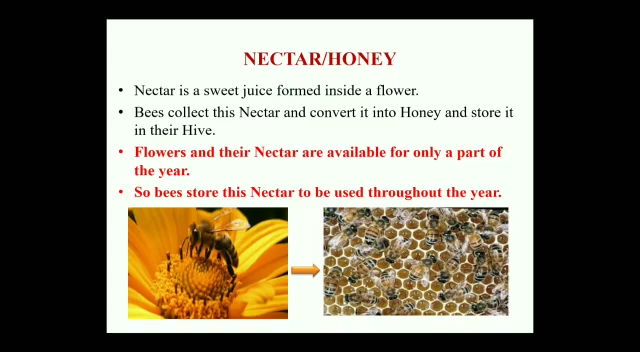 NECTAR/HONEY
• Nectar is a sweet juice formed inside a flower.
• Bees collect this Nectar and convert it into Honey and store it
in their Hive.
• Flowers and their Nectar are available for only a part of
the year.
• So bees store this Nectar to be used throughout the year.